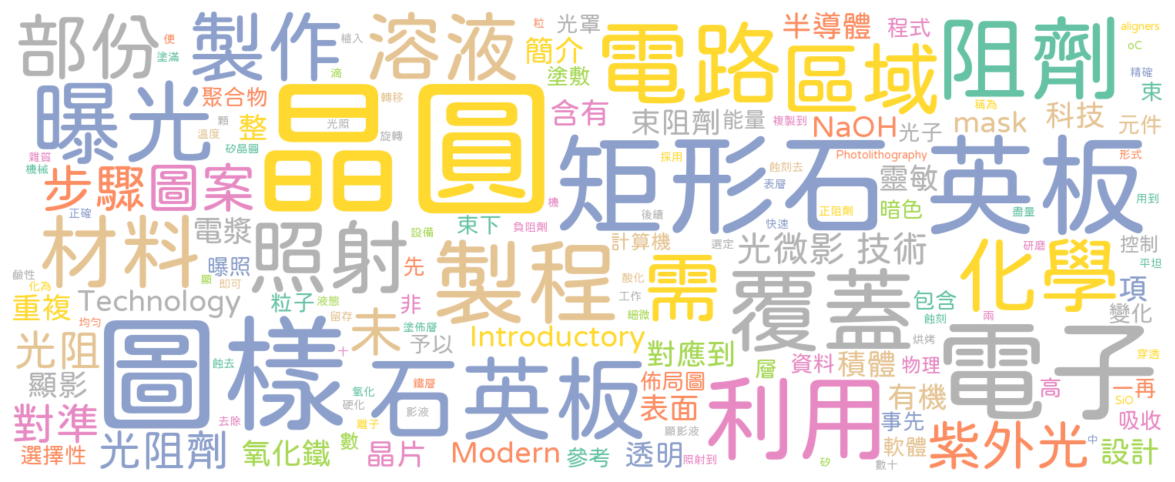 部份 便 塗滿 製作 植入 滴 溶液 光罩 粒 簡介 塗敷 電路 半導體 程式 區域 阻劑 aligners oC 精確 束
曝光 聚合物 顆 溫度 整 矽晶圓 晶圓 光照 轉移 旋轉 含有 束阻劑 能量 複製到 NaOH 光子 稱為 mask 科技 元件
雜質 機械 步驟 圖案 機 矩形石英板 採用 Photolithography 蝕刻去 表層 靈敏 形式
正確 材料 電漿 設備 束下 負阻劑 後續 快速 正阻劑 暗色 盡量 用到
照射 製程 計算機 選定 光微影 技術 化學 研磨 控制 平坦
鹼性 化為 曝照 顯 即可 先 酸化 需 覆蓋 項
重複 Technology 粒子 液態 非 工作 細微 包含 變化
均勻 圖樣 留存 未 塗佈層 予以 Introductory 蝕刻 兩 電子
光阻 蝕去 十 石英板 對應到 烘烤 穿透
顯影 氧化 硬化 鐵層 佈局圖 層 資料 積體 物理 高 SiO 一再
對準 去除 離子 影液 表面 利用 有機 吸收
選擇性 光阻劑 氧化鐵 數 晶片 Modern 參考 顯影液 透明 照射到 矽 事先 軟體 數十 紫外光 中 設計